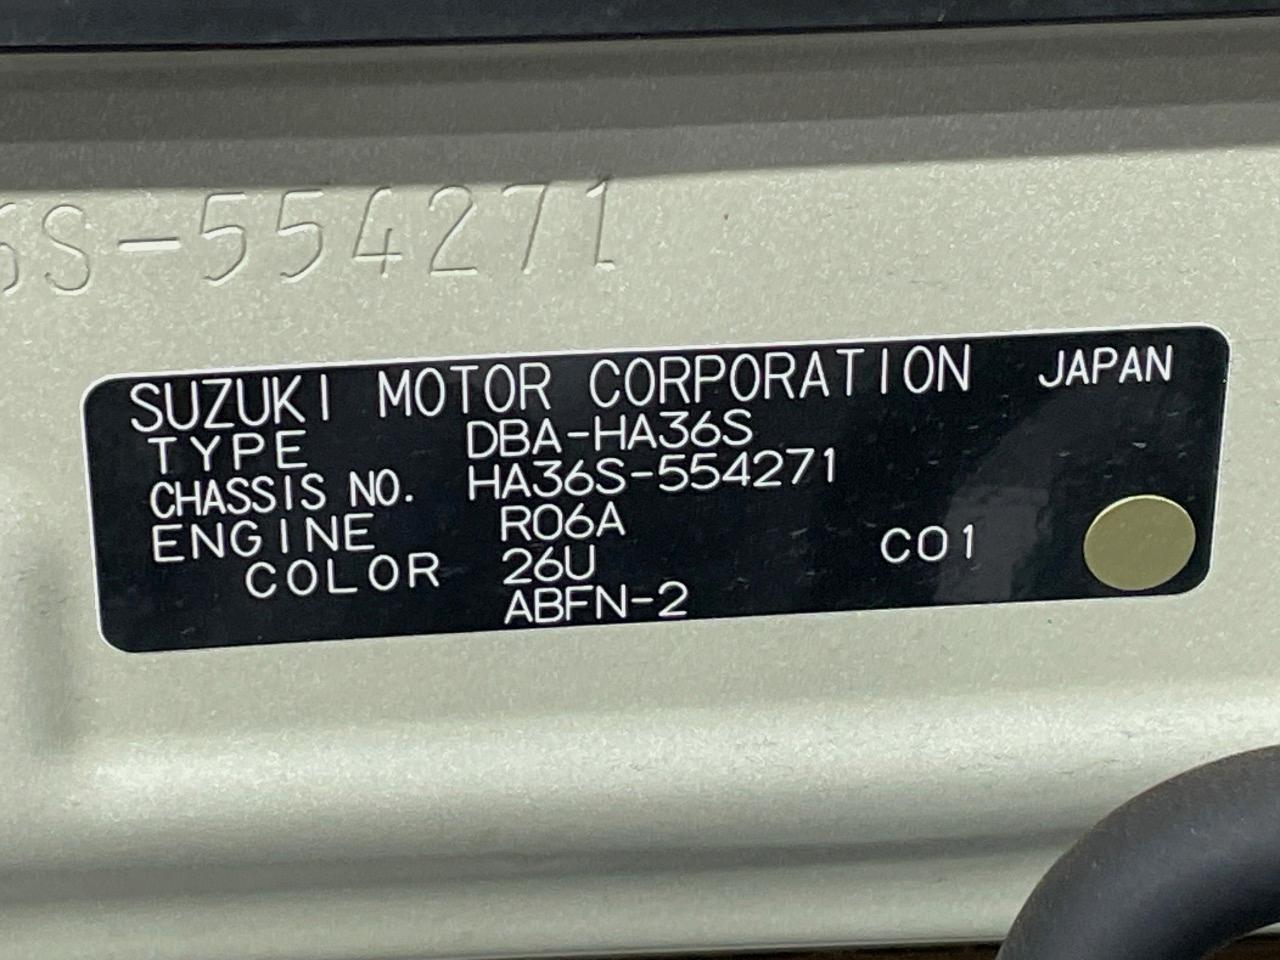 6S-554271
SUZUKI MOTOR CORPORATION JAPAN
TYPE DBA-HA36S
CHASSIS NO. HA36S-554271
ENGINE R06A
COLOR 26U C01
ABFN-2